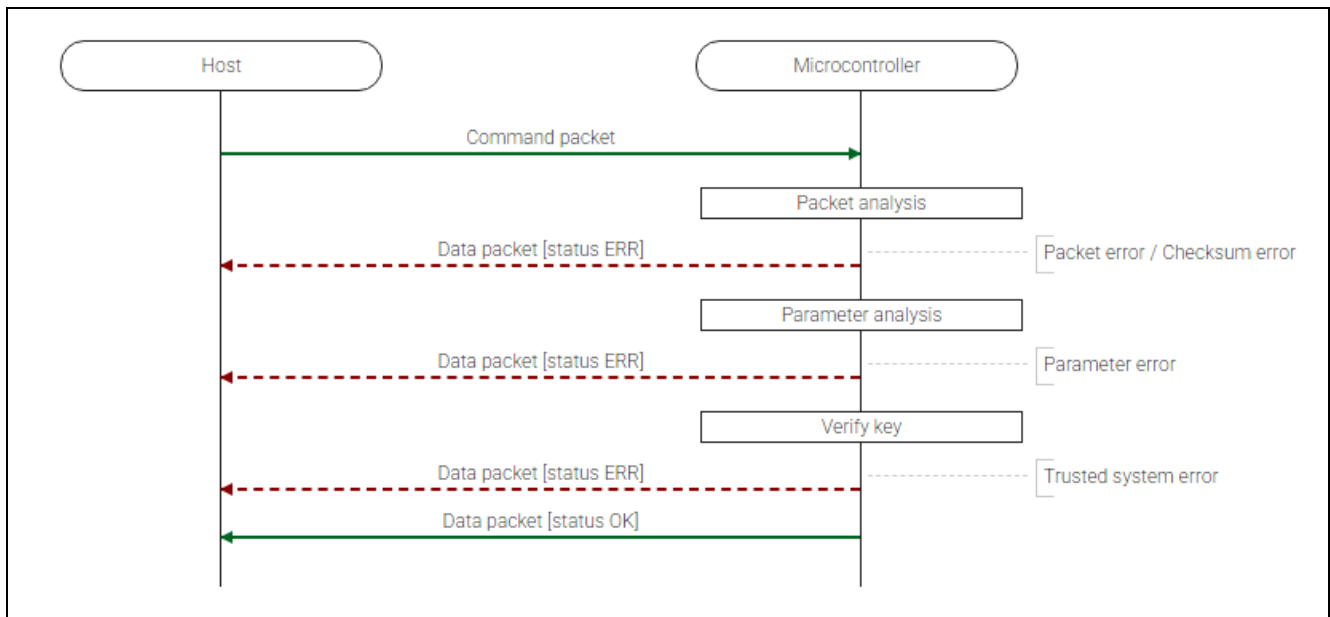 Host
Microcontroller
Command packet
Packet analysis
Data packet [status ERR]
Packet error / Checksum error
Parameter analysis
Data packet [status ERR]
Parameter error
Verify key
Data packet [status ERR]
Trusted system error
Data packet [status OK]